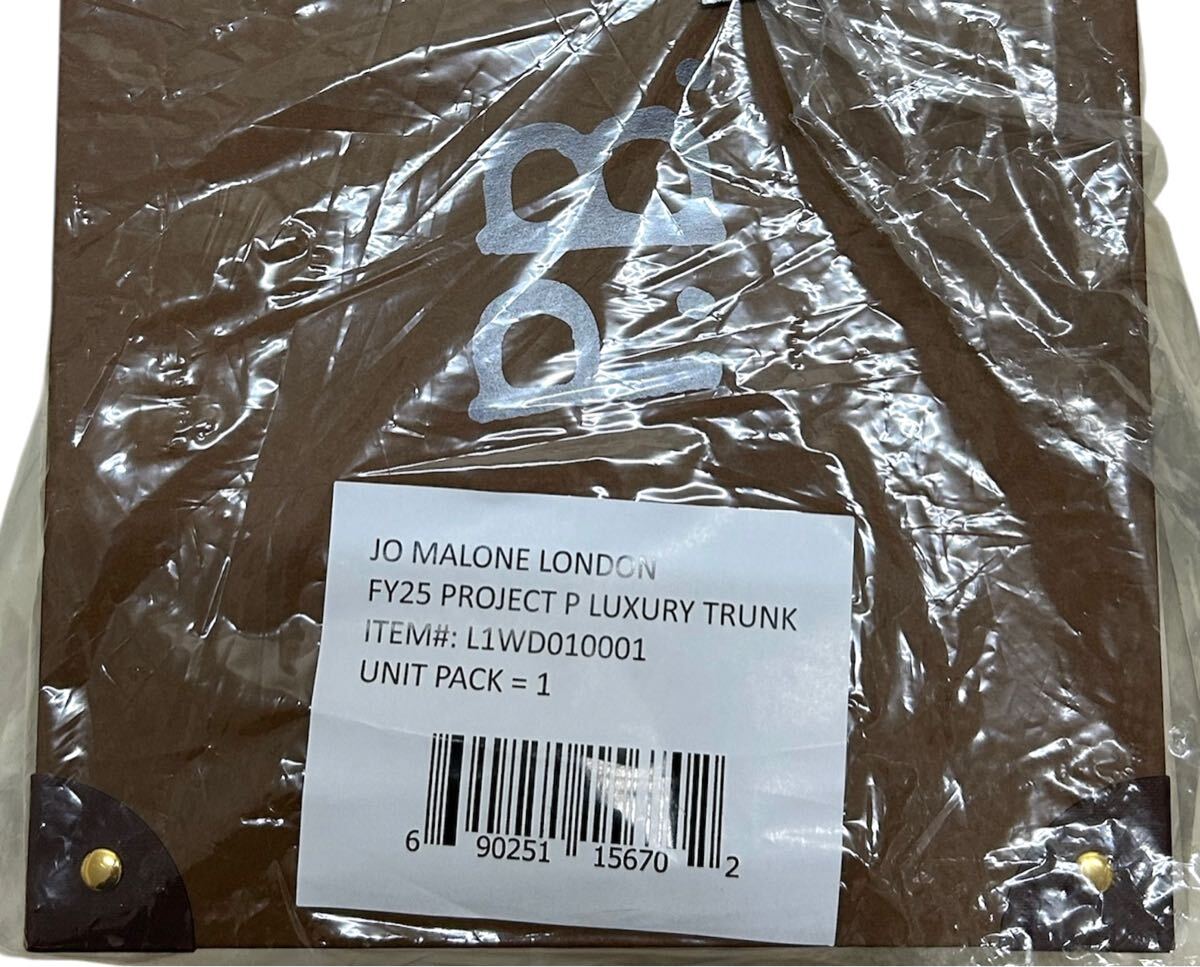 P.B.
JO MALONE LONDON
FY25 PROJECT P LUXURY TRUNK
ITEM#: L1WD010001
UNIT PACK = 1
6 90251 15670 2